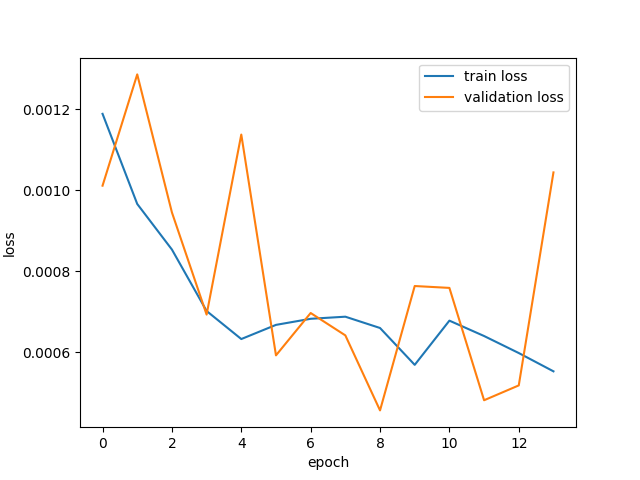 train loss
validation loss
0.0012
0.0010
0.0008
0.0006
loss
0 2 4 6 8 10 12
epoch